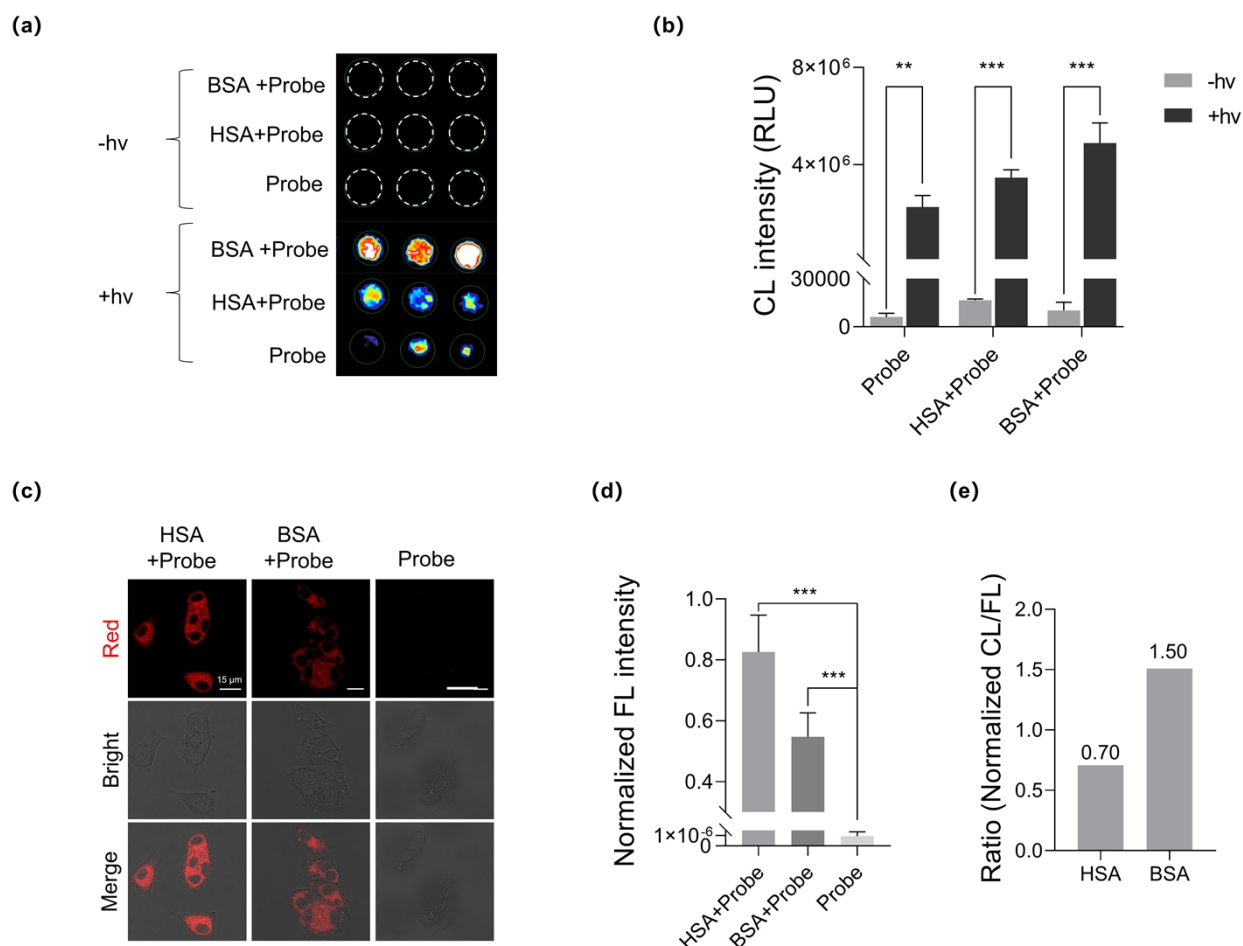 (a)
BSA +Probe
HSA+Probe
Probe
-hv
BSA +Probe
HSA+Probe
Probe
+hv
(b)
CL intensity (RLU)
8×10⁶
4×10⁶
30000
0
**
***
***
-hv
+hv
Probe
HSA+Probe
BSA+Probe
(c)
HSA
+Probe
BSA
+Probe
Probe
Red
15 μm
Bright
Merge
(d)
Normalized FL intensity
1.0
0.8
0.6
0.4
1×10⁻⁶
0
***
***
HSA+Probe
BSA+Probe
Probe
(e)
Ratio (Normalized CL/FL)
2.0
1.5
1.0
0.5
0.0
0.70
1.50
HSA
BSA